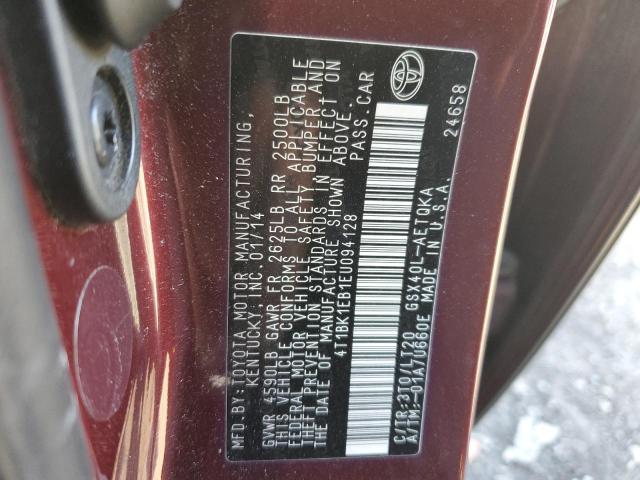 MFD.BY:TOYOTA MOTOR MANUFACTURING,
KENTUCKY, INC. 01/14
GVWR 4590LB GAWR FR 2625LB RR 2500LB
THIS VEHICLE CONFORMS TO ALL APPLICABLE
FEDERAL MOTOR VEHICLE SAFETY BUMPER, AND
THEFT PREVENTION STANDARDS IN EFFECT ON
THE DATE OF MANUFACTURE SHOWN ABOVE.
4T1BK1EB1EU094128 PASS.CAR
C/TR:3T0/LT20 GSX40L-AETQKA
A/TM:-01A/U660E MADE IN U.S.A.
24658